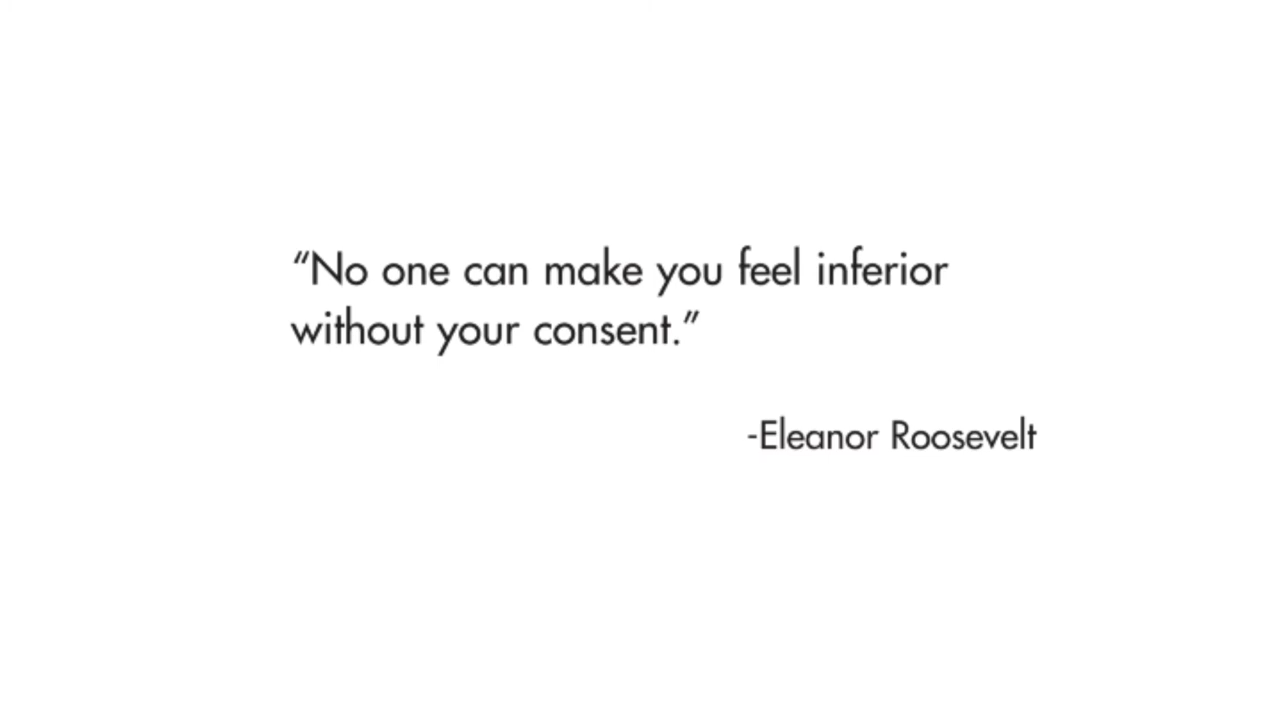 “No one can make you feel inferior
without your consent.”
-Eleanor Roosevelt